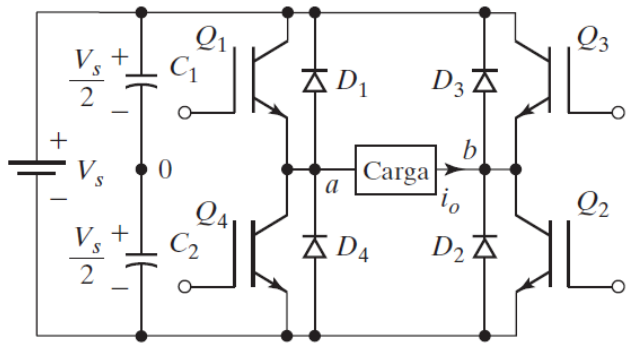 Q1
Q3
Vs/2
+
−
C1
D1
D3
+
Vs
−
0
a
Carga
b
io
Q4
Q2
Vs/2
+
−
C2
D4
D2